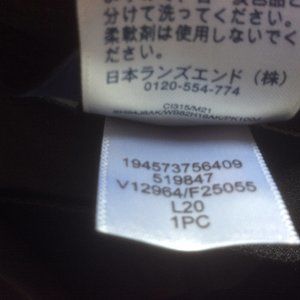 分けて洗ってください。
柔軟剤は使用しないでく
ださい。
日本ランズエンド（株）
0120-554-774
CI315/M21
194573756409
519847
V12964/F25055
L20
1PC